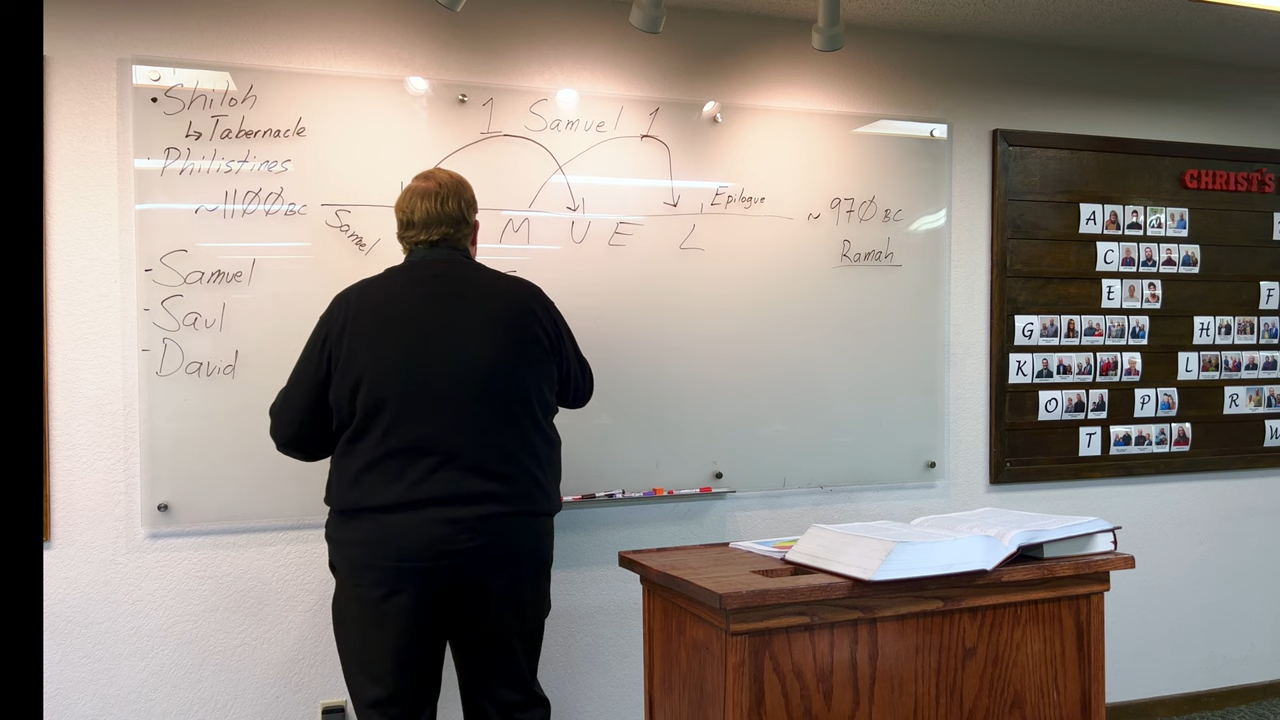 • Shiloh
↳ Tabernacle
Philistines
~1100 BC
- Samuel
- Saul
- David
1 Samuel 1
Samuel
M U E L
Epilogue
~ 970 BC
Ramah
CHRIST'S
A
C
E
F
G
H
K
L
O
P
R
T
W